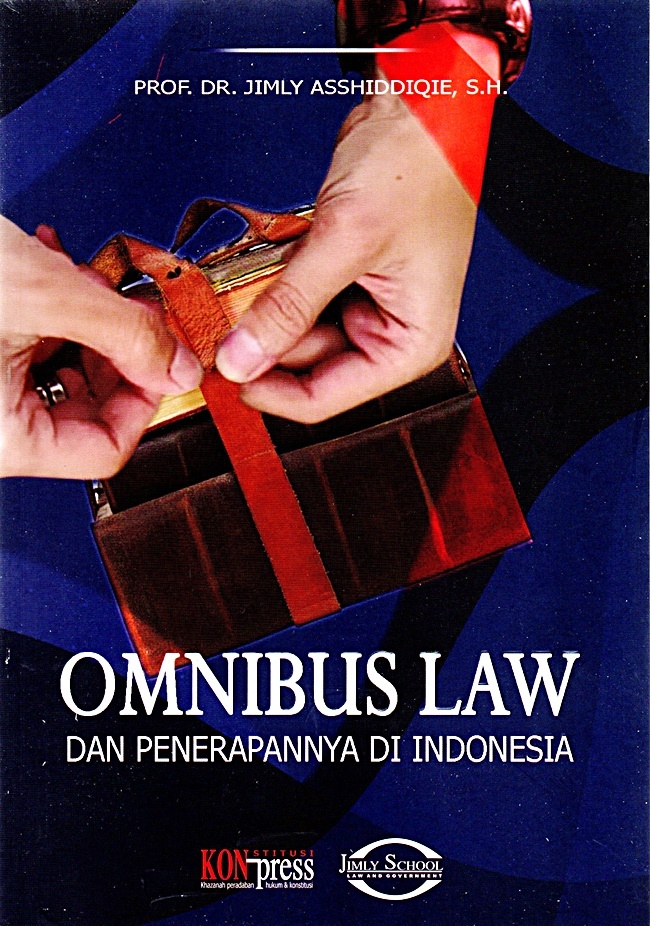 PROF. DR. JIMLY ASSHIDDIQIE, S.H.
OMNIBUS LAW
DAN PENERAPANNYA DI INDONESIA
KONSTITUSI press
Khazanah peradaban hukum & konstitusi
JIMLY SCHOOL
LAW AND GOVERNMENT